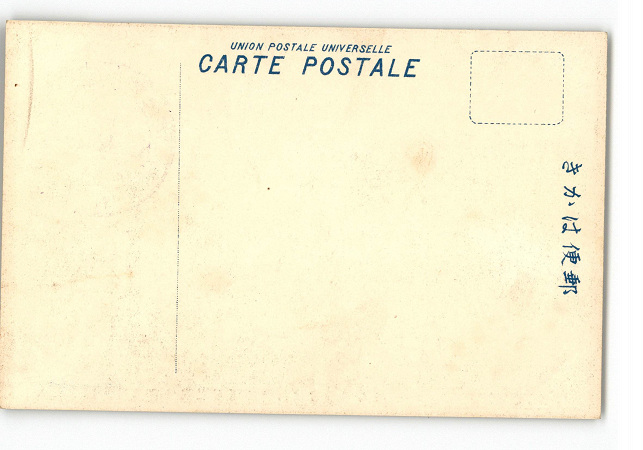 UNION POSTALE UNIVERSELLE
CARTE POSTALE
きかは便郵